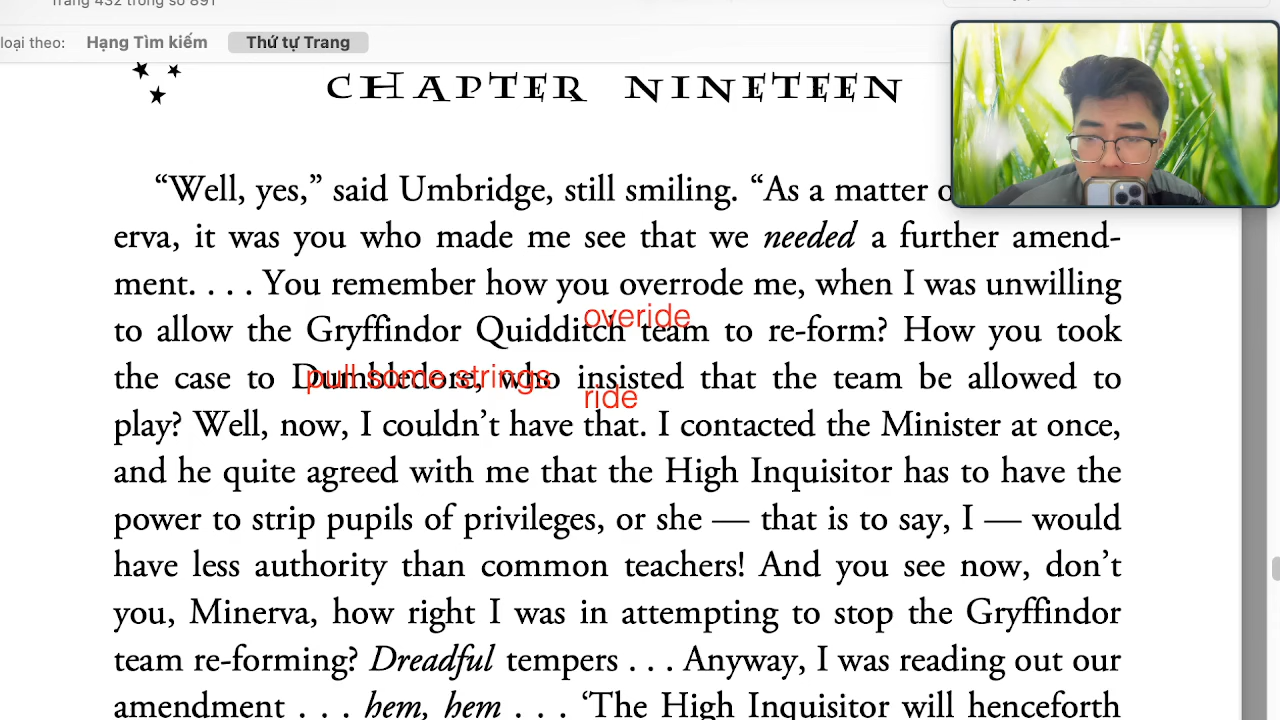 Trang 432 trong số 891
loại theo: Hạng Tìm kiếm Thứ tự Trang
CHAPTER NINETEEN
“Well, yes,” said Umbridge, still smiling. “As a matter
erva, it was you who made me see that we needed a further amend-
ment. . . . You remember how you overrode me, when I was unwilling
overide
to allow the Gryffindor Quidditch team to re-form? How you took
pull some strings
the case to Dumbledore, who insisted that the team be allowed to
ride
play? Well, now, I couldn’t have that. I contacted the Minister at once,
and he quite agreed with me that the High Inquisitor has to have the
power to strip pupils of privileges, or she — that is to say, I — would
have less authority than common teachers! And you see now, don’t
you, Minerva, how right I was in attempting to stop the Gryffindor
team re-forming? Dreadful tempers . . . Anyway, I was reading out our
amendment . . . hem, hem . . . ‘The High Inquisitor will henceforth